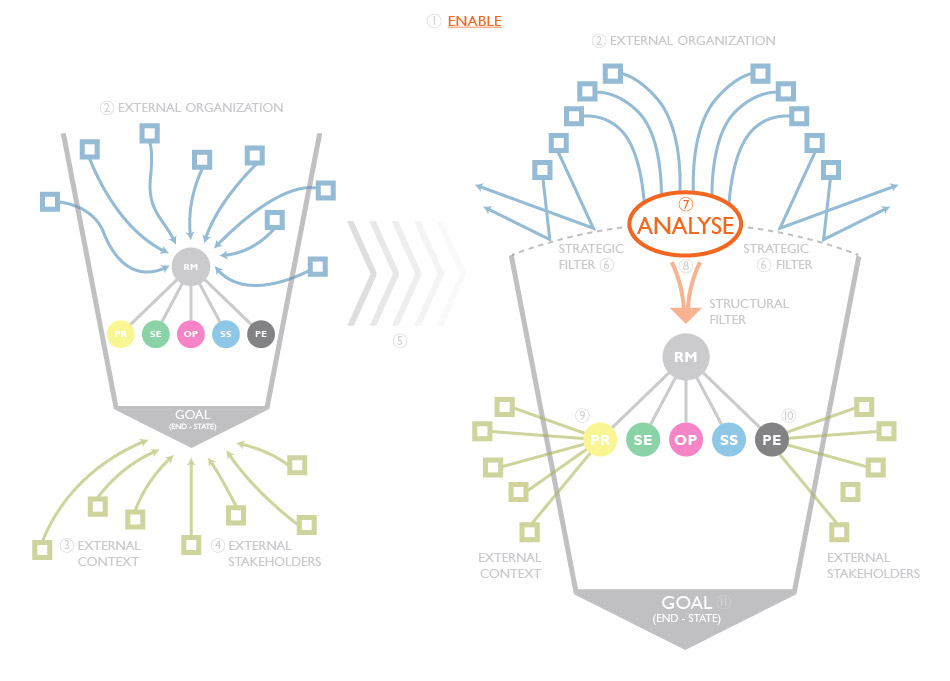 ① ENABLE
② EXTERNAL ORGANIZATION
RM
PR SE OP SS PE
GOAL
(END - STATE)
③ EXTERNAL
CONTEXT
④ EXTERNAL
STAKEHOLDERS
⑤
② EXTERNAL ORGANIZATION
⑦
ANALYSE
STRATEGIC
FILTER ⑥
STRATEGIC
⑥ FILTER
⑧
STRUCTURAL
FILTER
RM
⑨
⑩
PR SE OP SS PE
EXTERNAL
CONTEXT
EXTERNAL
STAKEHOLDERS
GOAL ⑪
(END - STATE)